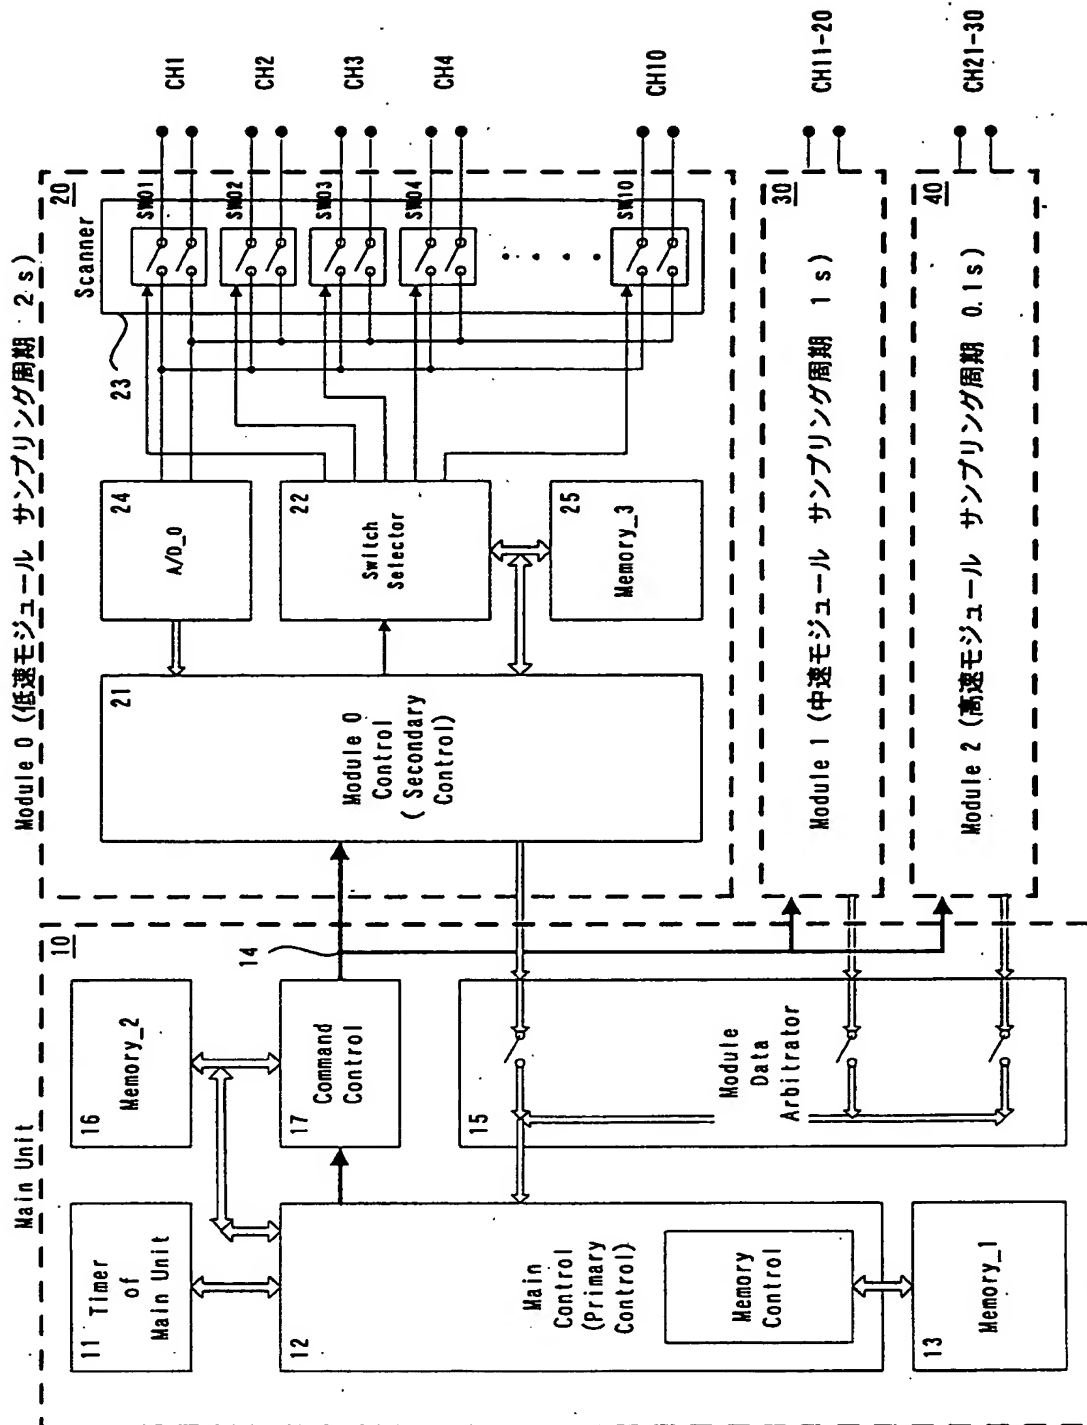 Main Unit
10
11
Timer
of
Main Unit
16
Memory_2
12
Main
Control
(Primary
Control)
Memory
Control
13
Memory_1
17
Command
Control
14
15
Module
Data
Arbitrator
Module 0 (低速モジュール サンプリング周期 2s)
20
21
Module 0
Control
( Secondary
Control)
24
A/D_0
22
Switch
Selector
25
Memory_3
23
Scanner
SW01
SW02
SW03
SW04
SW10
CH1
CH2
CH3
CH4
CH10
30
Module 1 (中速モジュール サンプリング周期 1s)
CH11-20
40
Module 2 (高速モジュール サンプリング周期 0.1s)
CH21-30